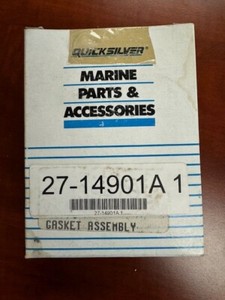 QUICKSILVER®
MARINE
PARTS &
ACCESSORIES
27-14901A 1
27-14901A 1
GASKET ASSEMBLY